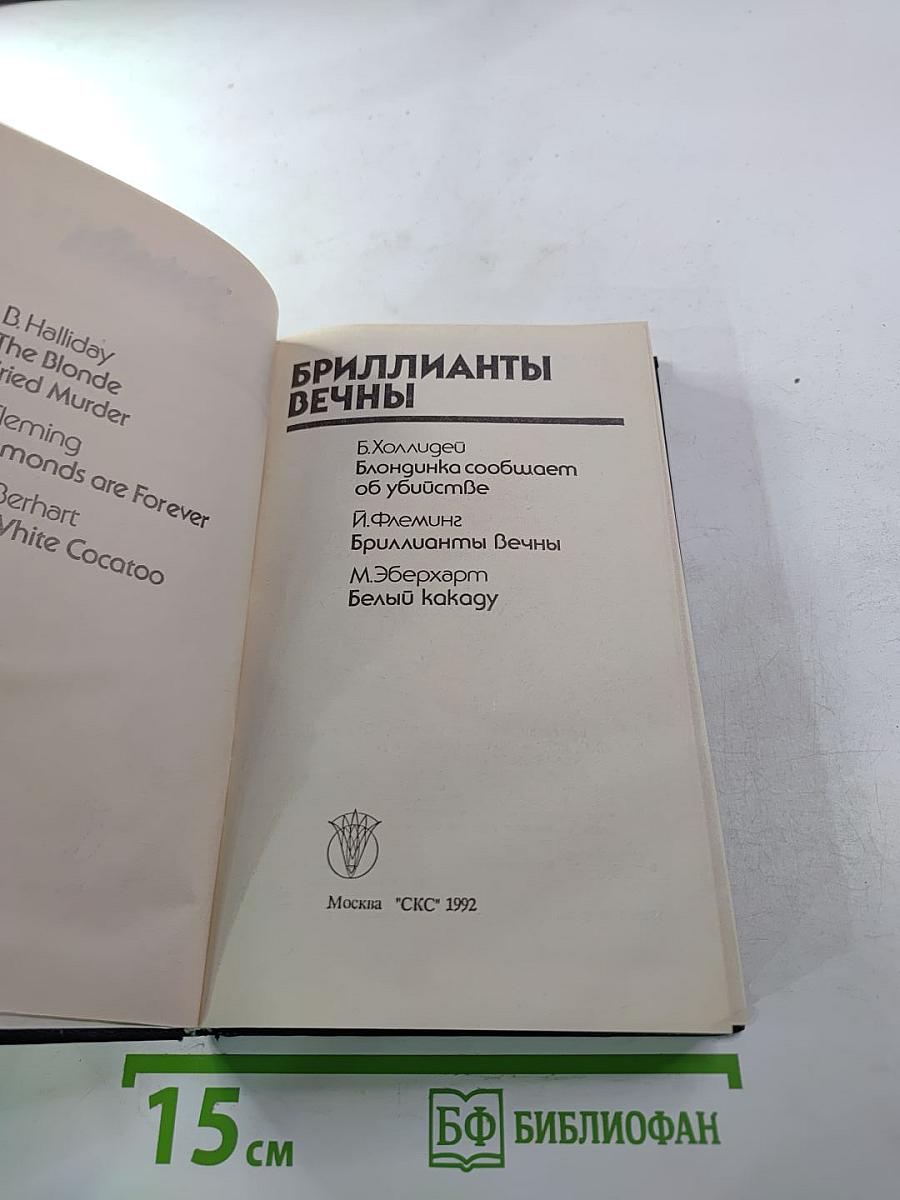 B. Halliday
The Blonde
ried Murder
leming
monds are Forever
Berhart
White Cocatoo
БРИЛЛИАНТЫ
ВЕЧНЫ
Б.Холлидей
Блондинка сообщает
об убийстве
Й.Флеминг
Бриллианты Вечны
М.Эберхарт
Белый какаду
Москва "СКС" 1992
15 см
БФ БИБЛИОФАН